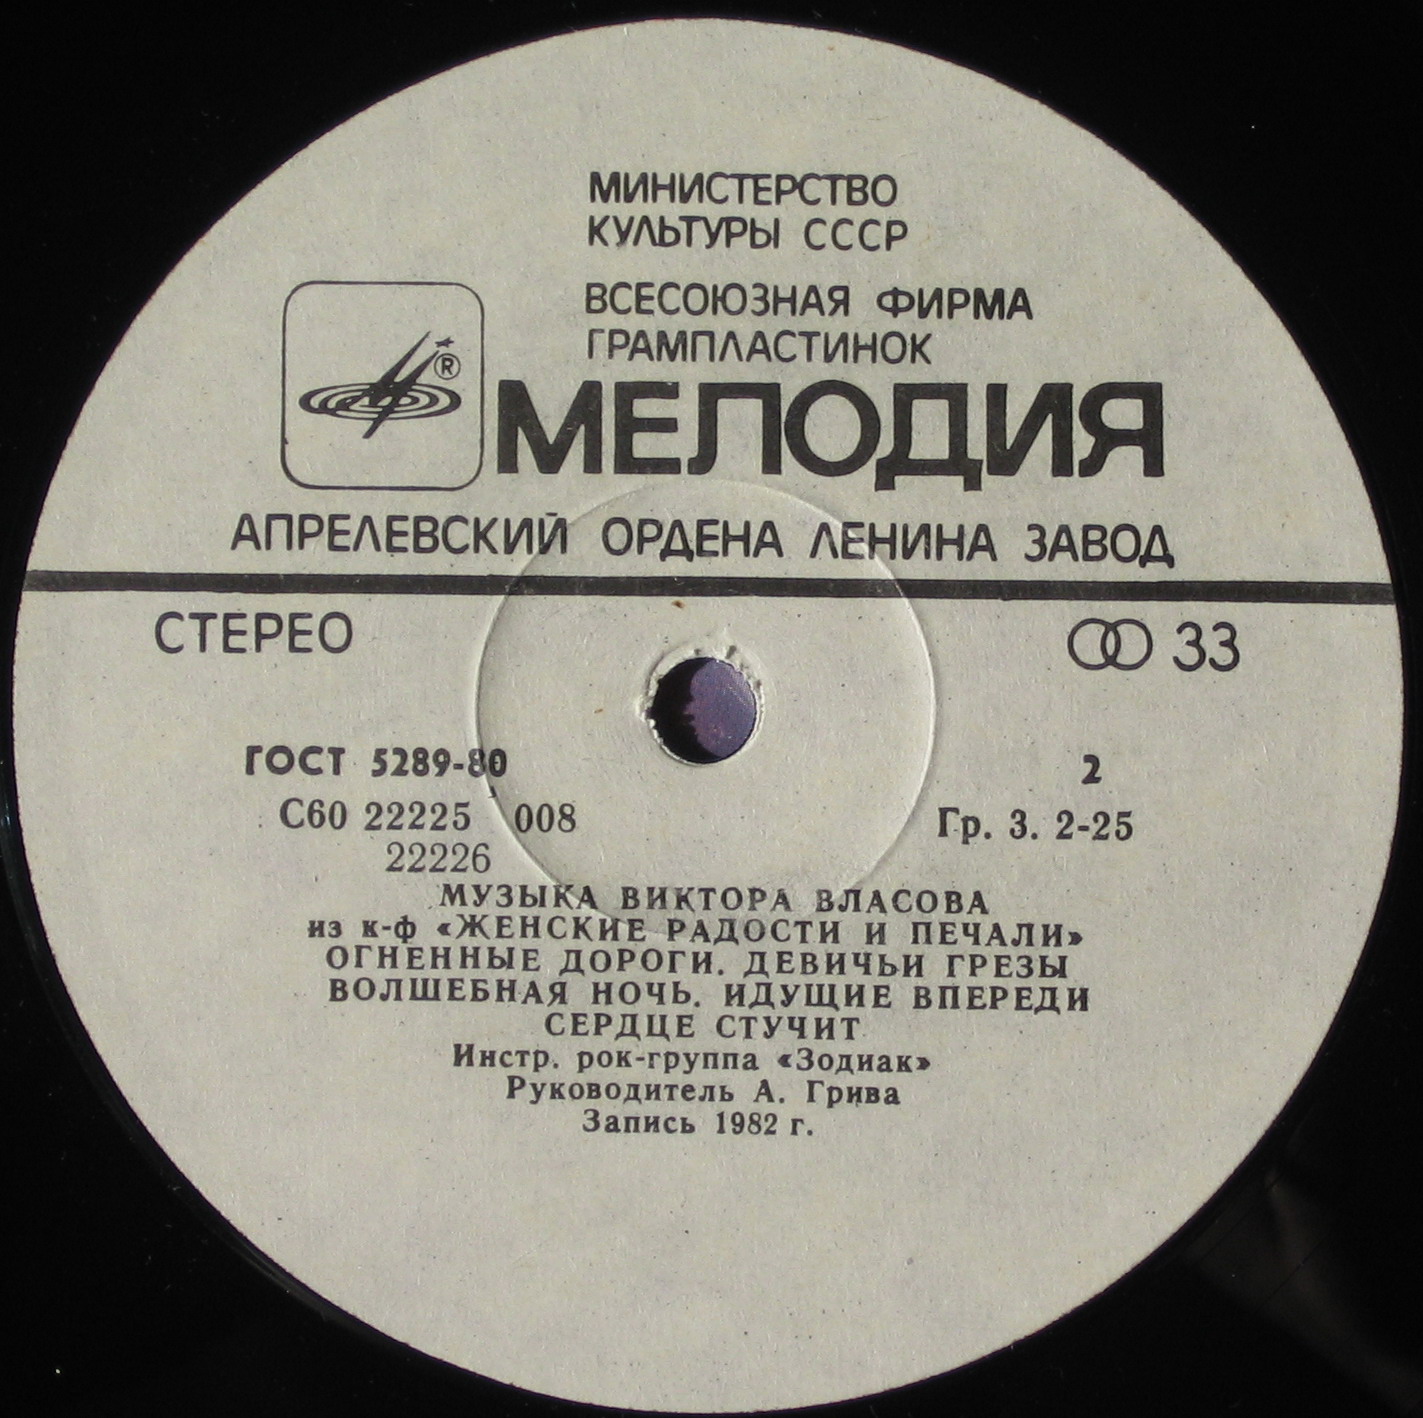 МИНИСТЕРСТВО
КУЛЬТУРЫ СССР
ВСЕСОЮЗНАЯ ФИРМА
ГРАМПЛАСТИНОК
®
МЕЛОДИЯ
АПРЕЛЕВСКИЙ ОРДЕНА ЛЕНИНА ЗАВОД
СТЕРЕО 33
ГОСТ 5289-80 2
С60 22225 008 Гр. 3. 2-25
22226
МУЗЫКА ВИКТОРА ВЛАСОВА
из к-ф «ЖЕНСКИЕ РАДОСТИ И ПЕЧАЛИ»
ОГНЕННЫЕ ДОРОГИ. ДЕВИЧЬИ ГРЕЗЫ
ВОЛШЕБНАЯ НОЧЬ. ИДУЩИЕ ВПЕРЕДИ
СЕРДЦЕ СТУЧИТ
Инстр. рок-группа «Зодиак»
Руководитель А. Грива
Запись 1982 г.